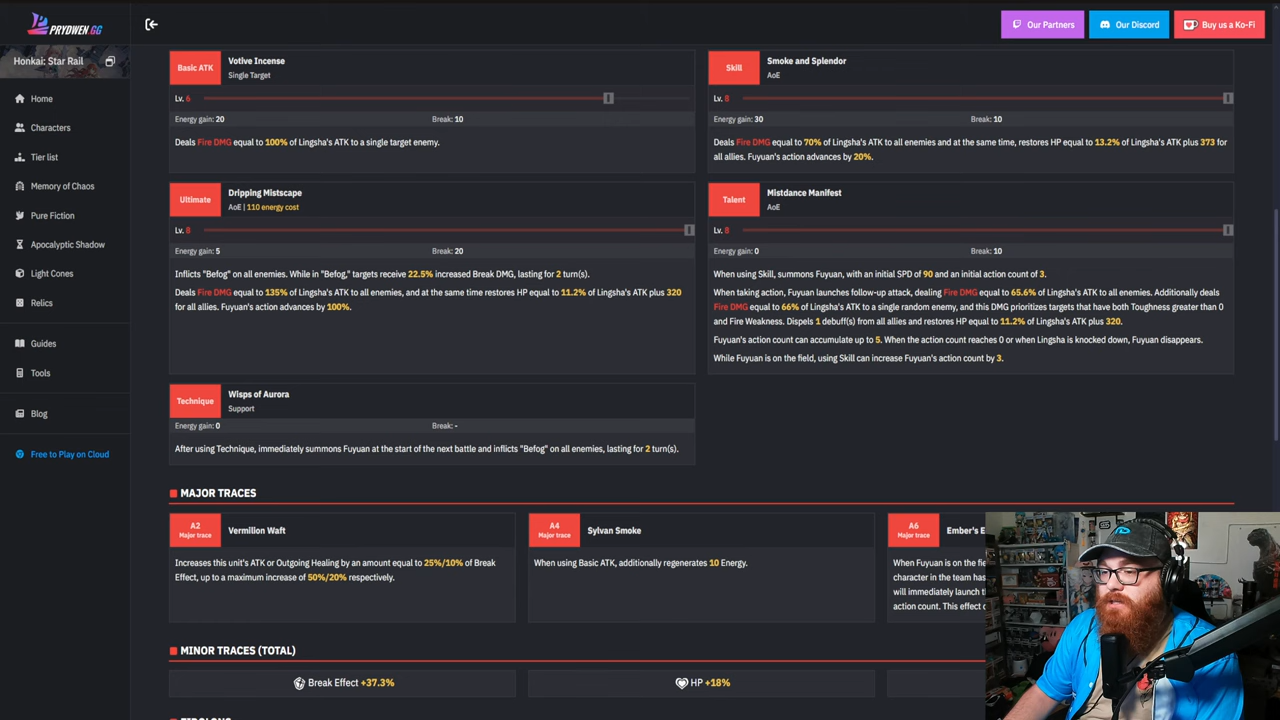 PRYDWEN.GG
Our Partners
Our Discord
Buy us a Ko-Fi
Honkai: Star Rail
Home
Characters
Tier list
Memory of Chaos
Pure Fiction
Apocalyptic Shadow
Light Cones
Relics
Guides
Tools
Blog
Free to Play on Cloud
Basic ATK
Votive Incense
Single Target
Lv. 6
Energy gain: 20
Break: 10
Deals Fire DMG equal to 100% of Lingsha's ATK to a single target enemy.
Skill
Smoke and Splendor
AoE
Lv. 8
Energy gain: 30
Break: 10
Deals Fire DMG equal to 70% of Lingsha's ATK to all enemies and at the same time, restores HP equal to 13.2% of Lingsha's ATK plus 373 for
all allies. Fuyuan's action advances by 20%.
Ultimate
Dripping Mistscape
AoE | 110 energy cost
Lv. 8
Energy gain: 5
Break: 20
Inflicts "Befog" on all enemies. While in "Befog," targets receive 22.5% increased Break DMG, lasting for 2 turn(s).
Deals Fire DMG equal to 135% of Lingsha's ATK to all enemies, and at the same time restores HP equal to 11.2% of Lingsha's ATK plus 320
for all allies. Fuyuan's action advances by 100%.
Talent
Mistdance Manifest
AoE
Lv. 8
Energy gain: 0
Break: 10
When using Skill, summons Fuyuan, with an initial SPD of 90 and an initial action count of 3.
When taking action, Fuyuan launches follow-up attack, dealing Fire DMG equal to 65.6% of Lingsha's ATK to all enemies. Additionally deals
Fire DMG equal to 66% of Lingsha's ATK to a single random enemy, and this DMG prioritizes targets that have both Toughness greater than 0
and Fire Weakness. Dispels 1 debuff(s) from all allies and restores HP equal to 11.2% of Lingsha's ATK plus 320.
Fuyuan's action count can accumulate up to 5. When the action count reaches 0 or when Lingsha is knocked down, Fuyuan disappears.
While Fuyuan is on the field, using Skill can increase Fuyuan's action count by 3.
Technique
Wisps of Aurora
Support
Energy gain: 0
Break: -
After using Technique, immediately summons Fuyuan at the start of the next battle and inflicts "Befog" on all enemies, lasting for 2 turn(s).
MAJOR TRACES
A2
Major trace
Vermilion Waft
Increases this unit's ATK or Outgoing Healing by an amount equal to 25%/10% of Break
Effect, up to a maximum increase of 50%/20% respectively.
A4
Major trace
Sylvan Smoke
When using Basic ATK, additionally regenerates 10 Energy.
A6
Major trace
Ember's E
When Fuyuan is on the fie
character in the team has
will immediately launch t
action count. This effect c
MINOR TRACES (TOTAL)
Break Effect +37.3%
HP +18%